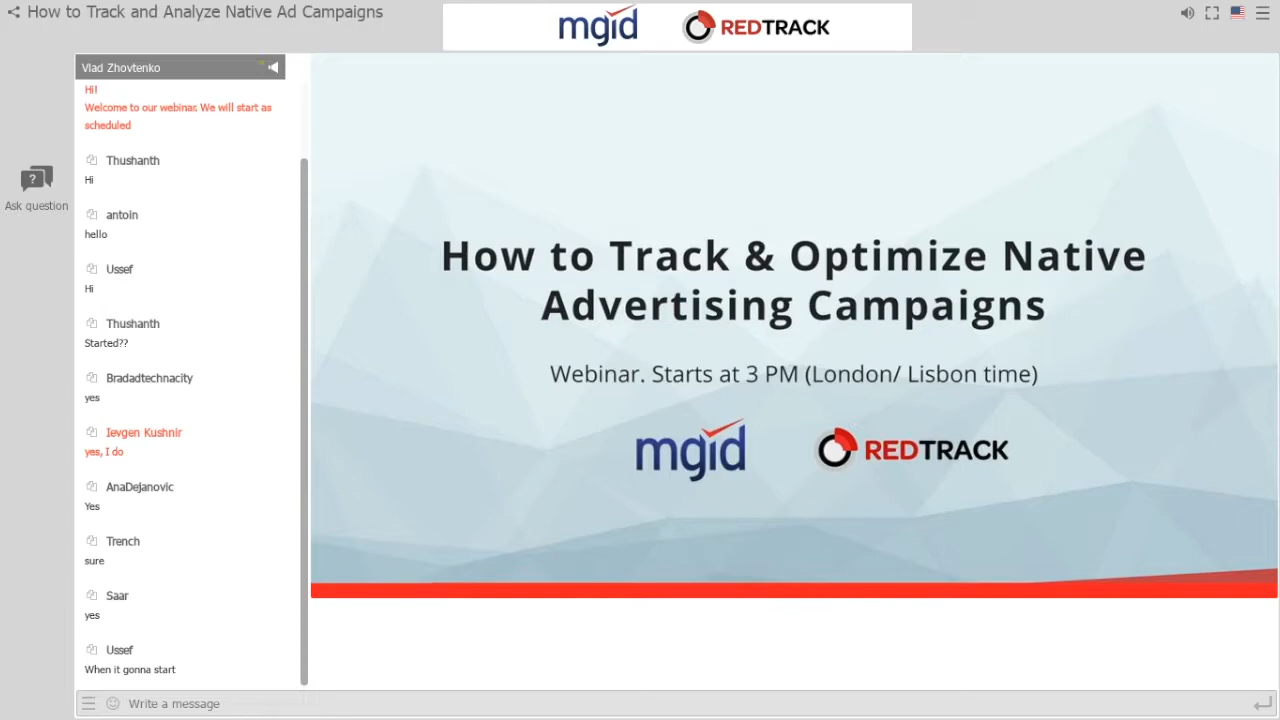 How to Track and Analyze Native Ad Campaigns
mgid REDTRACK
Vlad Zhovtenko
Hi!
Welcome to our webinar. We will start as
scheduled
Thushanth
Hi
antoin
hello
Ussef
Hi
Thushanth
Started??
Bradadtechnacity
yes
Ievgen Kushnir
yes, I do
AnaDejanovic
Yes
Trench
sure
Saar
yes
Ussef
When it gonna start
Write a message
?
Ask question
How to Track & Optimize Native
Advertising Campaigns
Webinar. Starts at 3 PM (London/ Lisbon time)
mgid REDTRACK